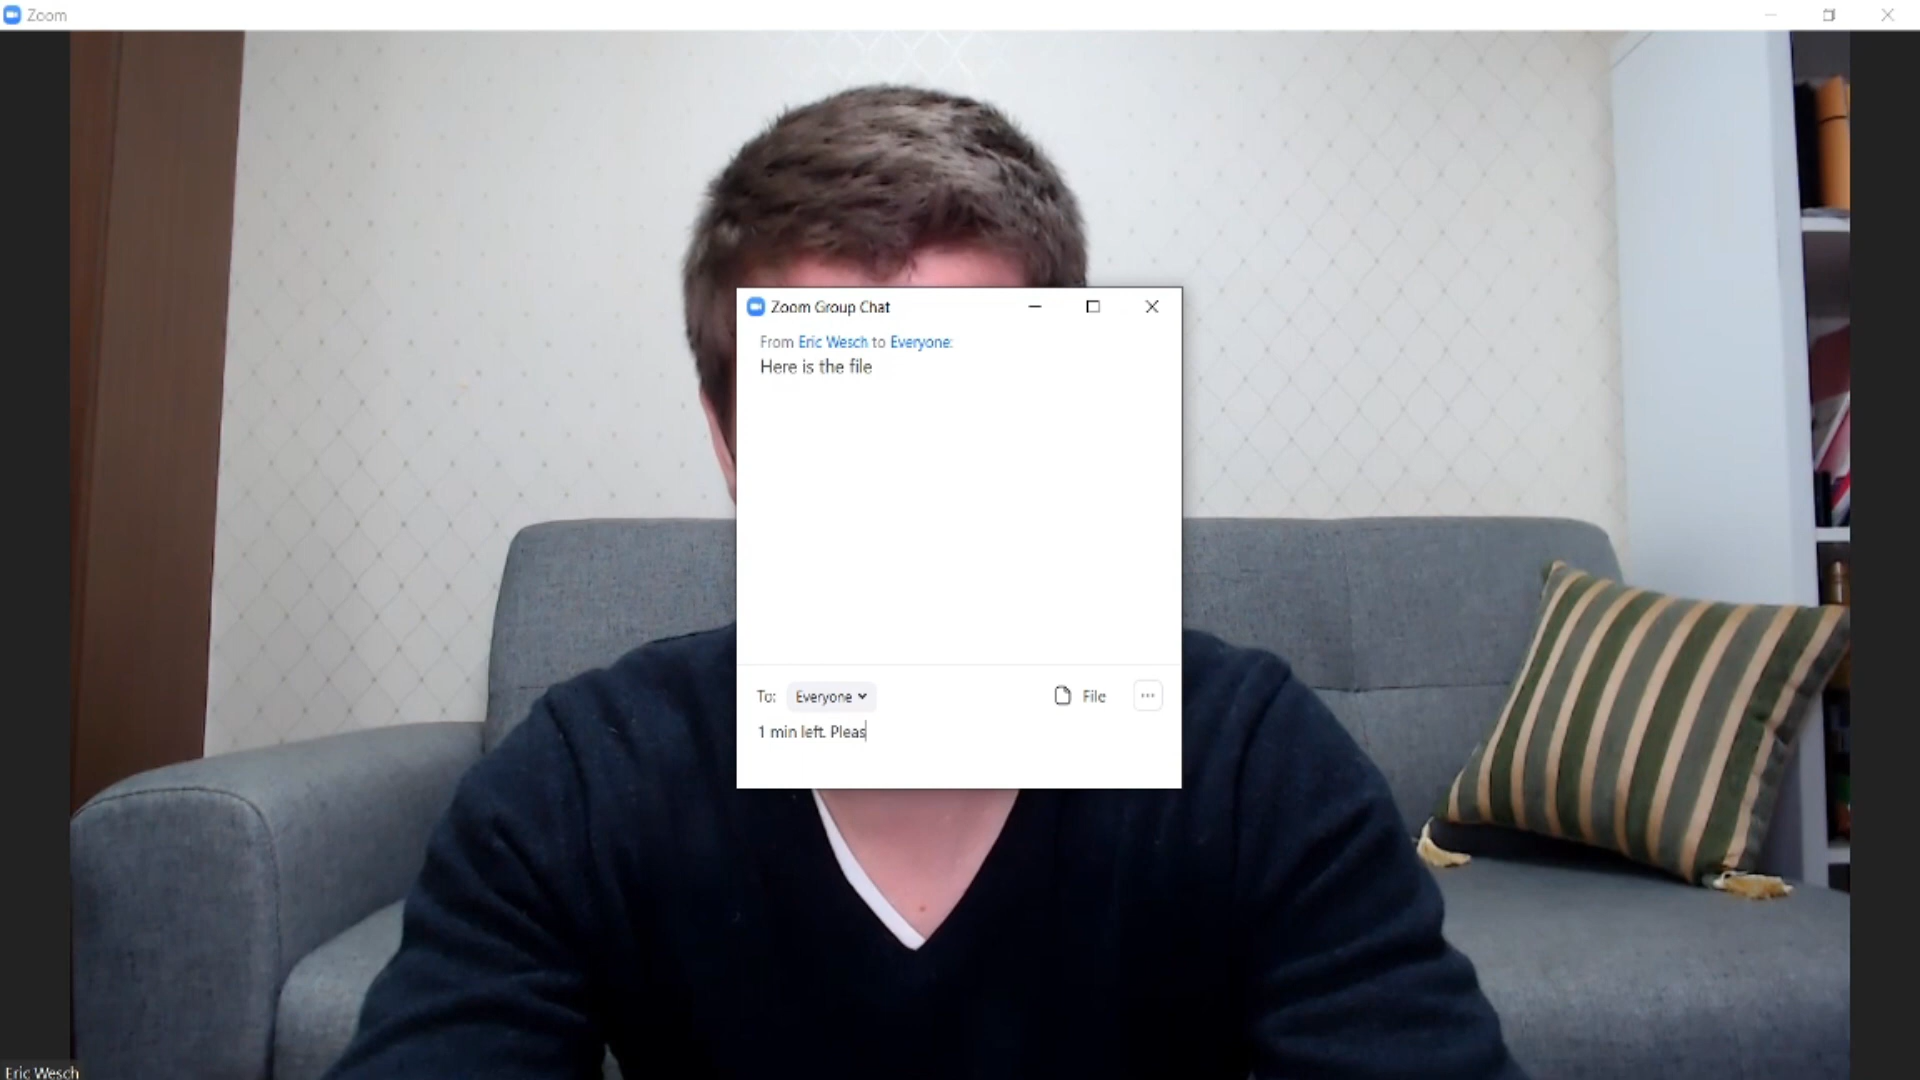 Zoom
Zoom Group Chat
From Eric Wesch to Everyone:
Here is the file
To: Everyone File
1 min left. Pleas
Eric Wesch